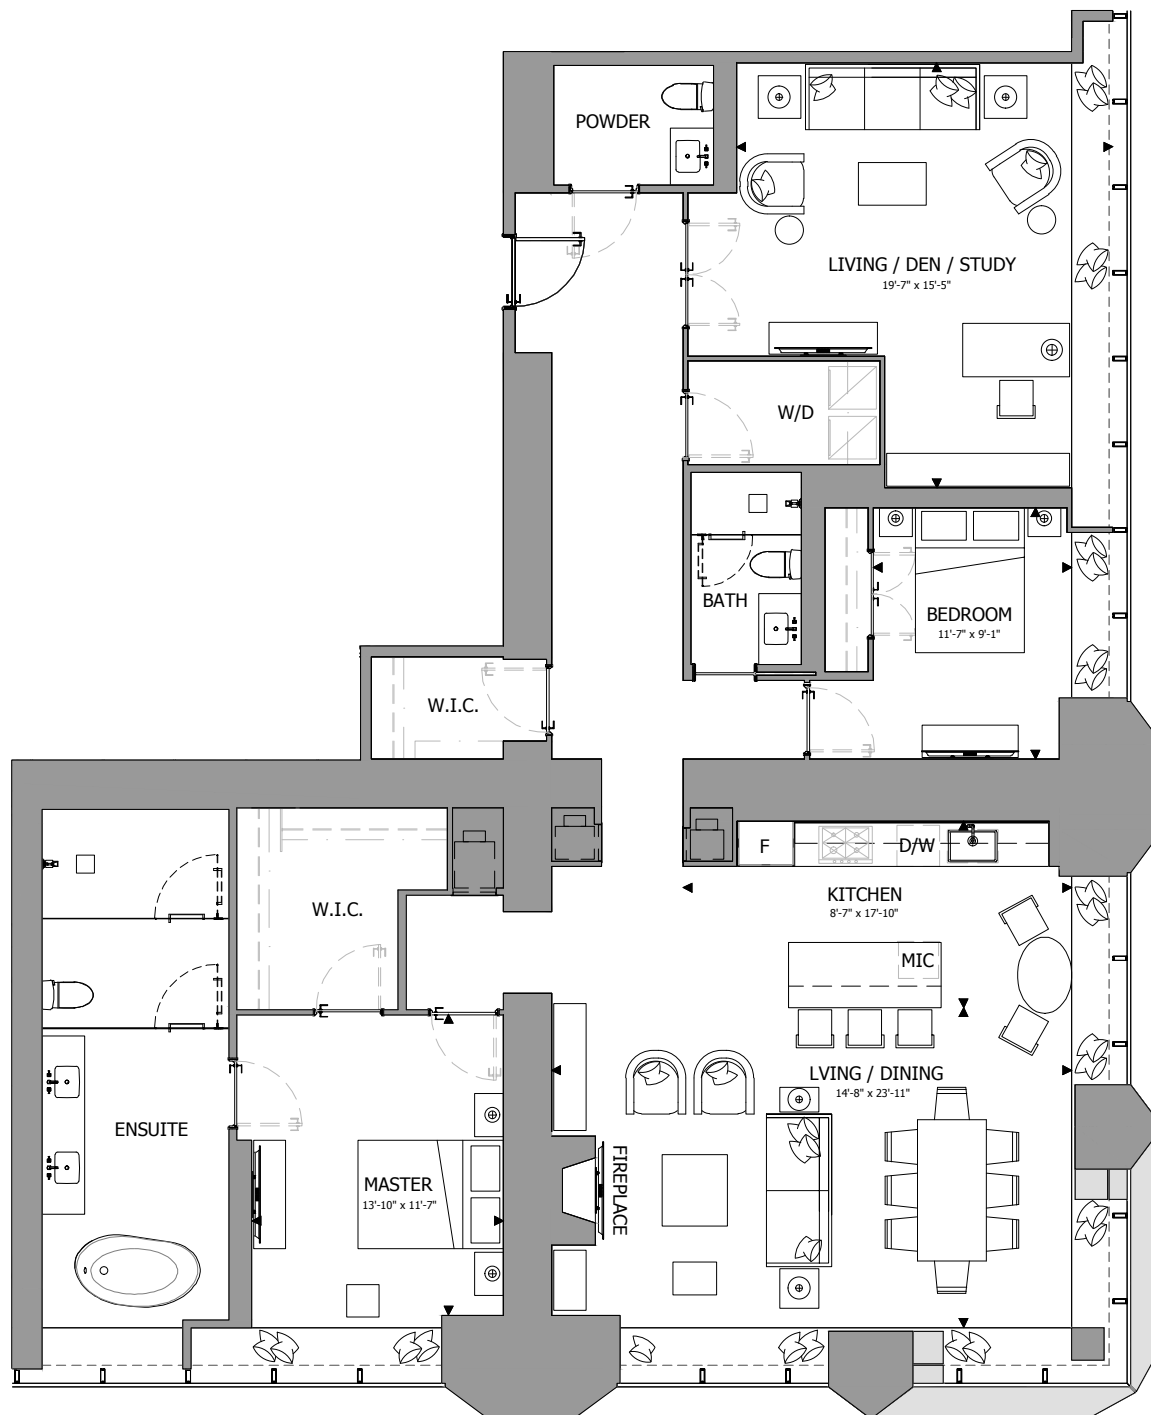 POWDER
LIVING / DEN / STUDY
19'-7" x 15'-5"
W/D
BATH
BEDROOM
11'-7" x 9'-1"
W.I.C.
F
D/W
KITCHEN
8'-7" x 17'-10"
W.I.C.
MIC
LVING / DINING
14'-8" x 23'-11"
ENSUITE
MASTER
13'-10" x 11'-7"
FIREPLACE